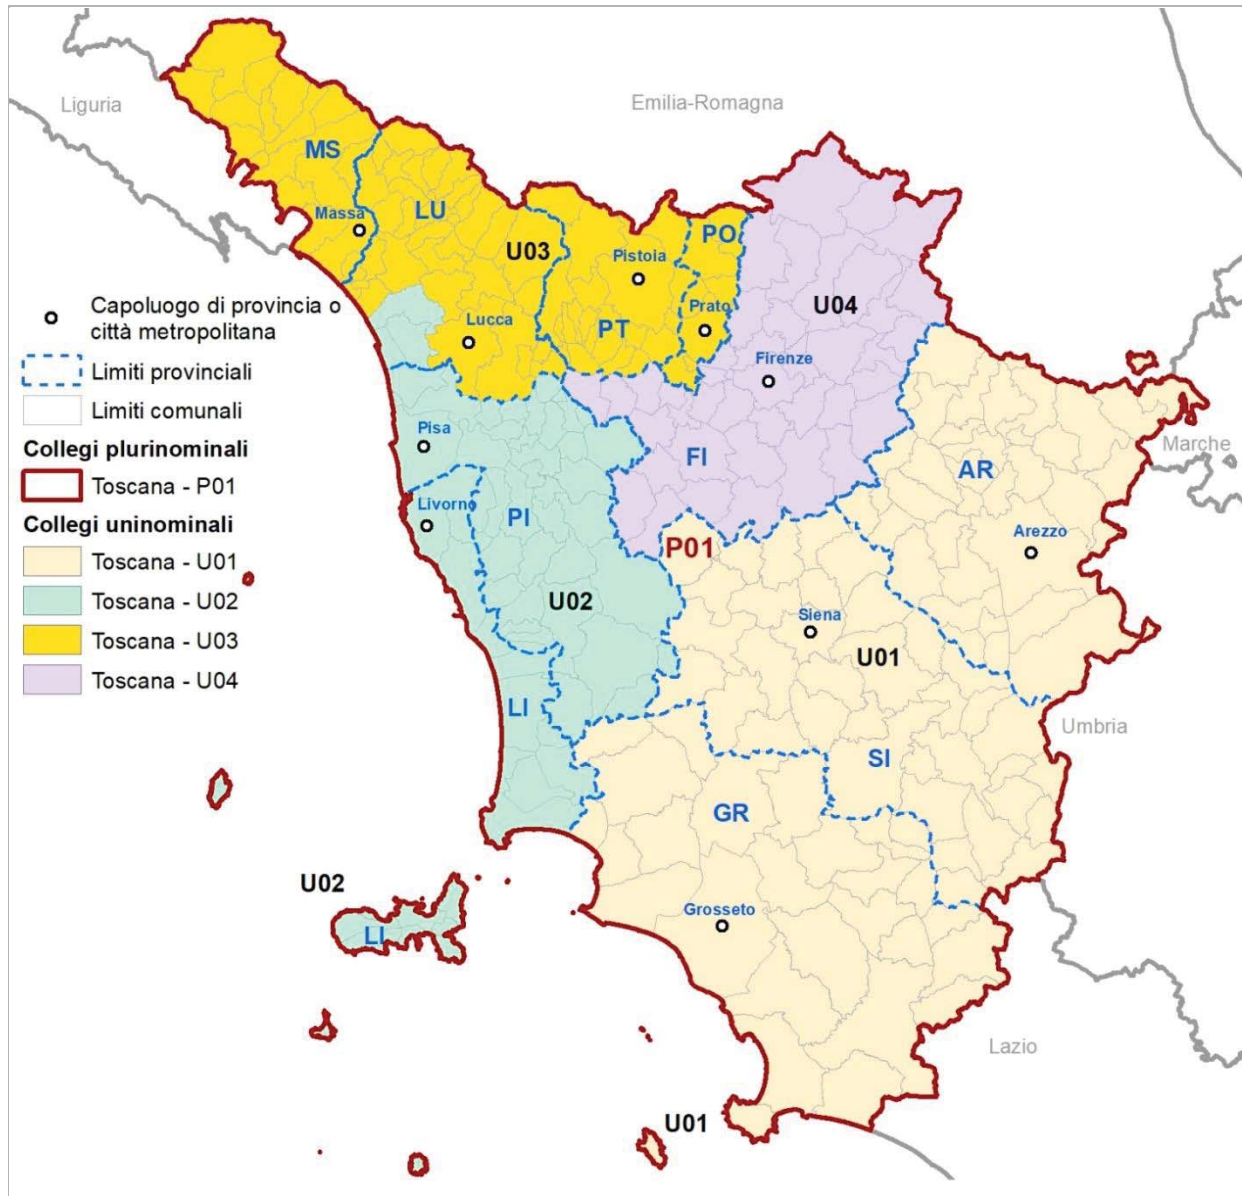 Liguria
Emilia-Romagna
MS
Massa
LU
U03
Pistoia
PO
Prato
PT
Lucca
U04
Firenze
Capoluogo di provincia o
città metropolitana
Limiti provinciali
Limiti comunali
Collegi plurinominali
Toscana - P01
Collegi uninominali
Toscana - U01
Toscana - U02
Toscana - U03
Toscana - U04
Pisa
Livorno
PI
FI
AR
Marche
Arezzo
P01
U02
Siena
U01
LI
SI
Umbria
GR
U02
LI
Grosseto
Lazio
U01